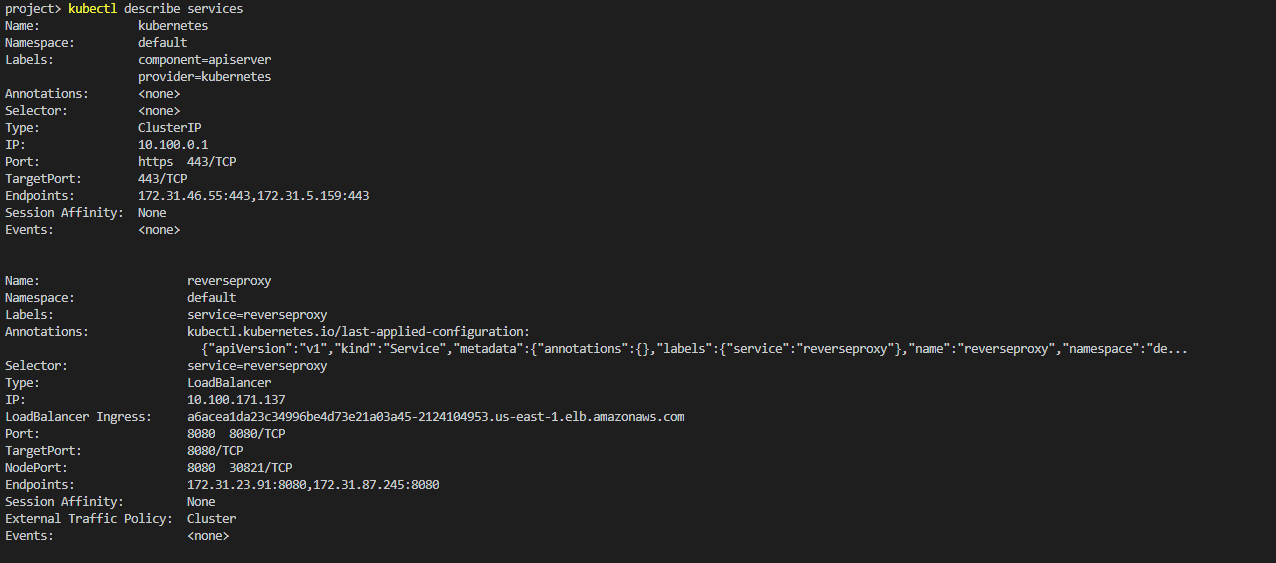 project> kubectl describe services
Name:              kubernetes
Namespace:         default
Labels:            component=apiserver
                   provider=kubernetes
Annotations:       <none>
Selector:          <none>
Type:              ClusterIP
IP:                10.100.0.1
Port:              https  443/TCP
TargetPort:        443/TCP
Endpoints:         172.31.46.55:443,172.31.5.159:443
Session Affinity:  None
Events:            <none>
Name:                     reverseproxy
Namespace:                default
Labels:                   service=reverseproxy
Annotations:              kubectl.kubernetes.io/last-applied-configuration:
                            {"apiVersion":"v1","kind":"Service","metadata":{"annotations":{},"labels":{"service":"reverseproxy"},"name":"reverseproxy","namespace":"de...
Selector:                 service=reverseproxy
Type:                     LoadBalancer
IP:                       10.100.171.137
LoadBalancer Ingress:     a6acea1da23c34996be4d73e21a03a45-2124104953.us-east-1.elb.amazonaws.com
Port:                     8080  8080/TCP
TargetPort:               8080/TCP
NodePort:                 8080  30821/TCP
Endpoints:                172.31.23.91:8080,172.31.87.245:8080
Session Affinity:         None
External Traffic Policy:  Cluster
Events:                   <none>